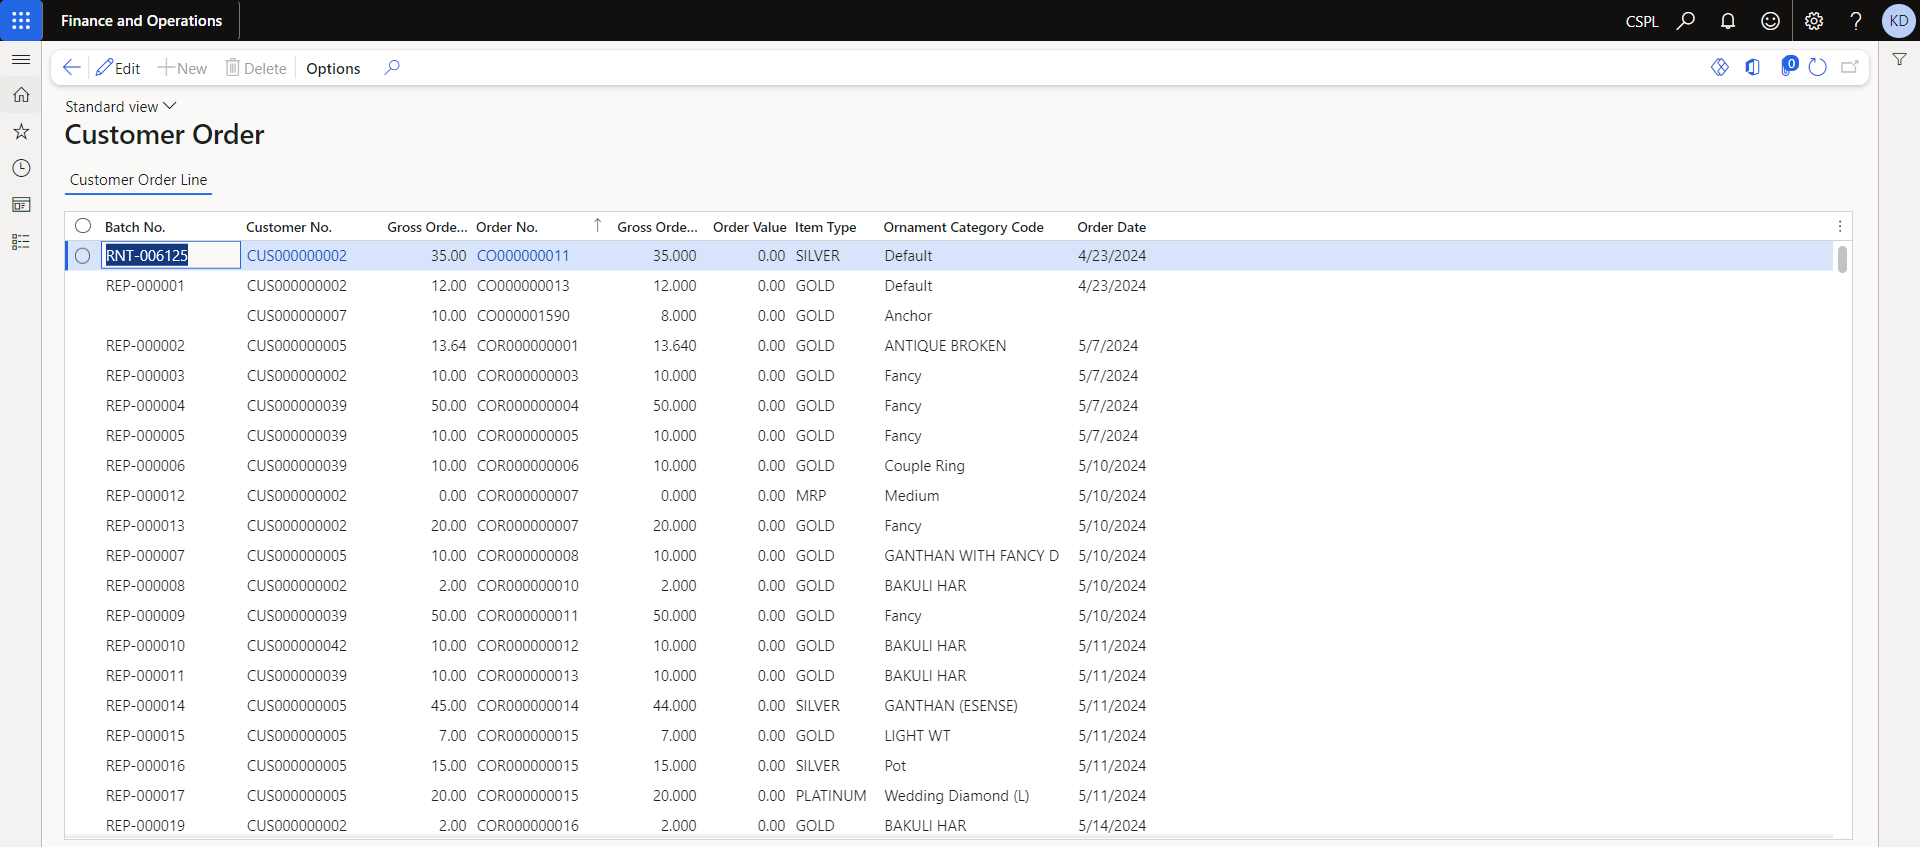 Finance and Operations CSPL ? KD
Edit New Delete Options 0
Standard view
Customer Order
Customer Order Line
Batch No. Customer No. Gross Orde... Order No. Gross Orde... Order Value Item Type Ornament Category Code Order Date
RNT-006125 CUS000000002 35.00 CO000000011 35.000 0.00 SILVER Default 4/23/2024
REP-000001 CUS000000002 12.00 CO000000013 12.000 0.00 GOLD Default 4/23/2024
CUS000000007 10.00 CO000001590 8.000 0.00 GOLD Anchor
REP-000002 CUS000000005 13.64 COR000000001 13.640 0.00 GOLD ANTIQUE BROKEN 5/7/2024
REP-000003 CUS000000002 10.00 COR000000003 10.000 0.00 GOLD Fancy 5/7/2024
REP-000004 CUS000000039 50.00 COR000000004 50.000 0.00 GOLD Fancy 5/7/2024
REP-000005 CUS000000039 10.00 COR000000005 10.000 0.00 GOLD Fancy 5/7/2024
REP-000006 CUS000000039 10.00 COR000000006 10.000 0.00 GOLD Couple Ring 5/10/2024
REP-000012 CUS000000002 0.00 COR000000007 0.000 0.00 MRP Medium 5/10/2024
REP-000013 CUS000000002 20.00 COR000000007 20.000 0.00 GOLD Fancy 5/10/2024
REP-000007 CUS000000005 10.00 COR000000008 10.000 0.00 GOLD GANTHAN WITH FANCY D 5/10/2024
REP-000008 CUS000000002 2.00 COR000000010 2.000 0.00 GOLD BAKULI HAR 5/10/2024
REP-000009 CUS000000039 50.00 COR000000011 50.000 0.00 GOLD Fancy 5/10/2024
REP-000010 CUS000000042 10.00 COR000000012 10.000 0.00 GOLD BAKULI HAR 5/11/2024
REP-000011 CUS000000039 10.00 COR000000013 10.000 0.00 GOLD BAKULI HAR 5/11/2024
REP-000014 CUS000000005 45.00 COR000000014 44.000 0.00 SILVER GANTHAN (ESENSE) 5/11/2024
REP-000015 CUS000000005 7.00 COR000000015 7.000 0.00 GOLD LIGHT WT 5/11/2024
REP-000016 CUS000000005 15.00 COR000000015 15.000 0.00 SILVER Pot 5/11/2024
REP-000017 CUS000000005 20.00 COR000000015 20.000 0.00 PLATINUM Wedding Diamond (L) 5/11/2024
REP-000019 CUS000000002 2.00 COR000000016 2.000 0.00 GOLD BAKULI HAR 5/14/2024